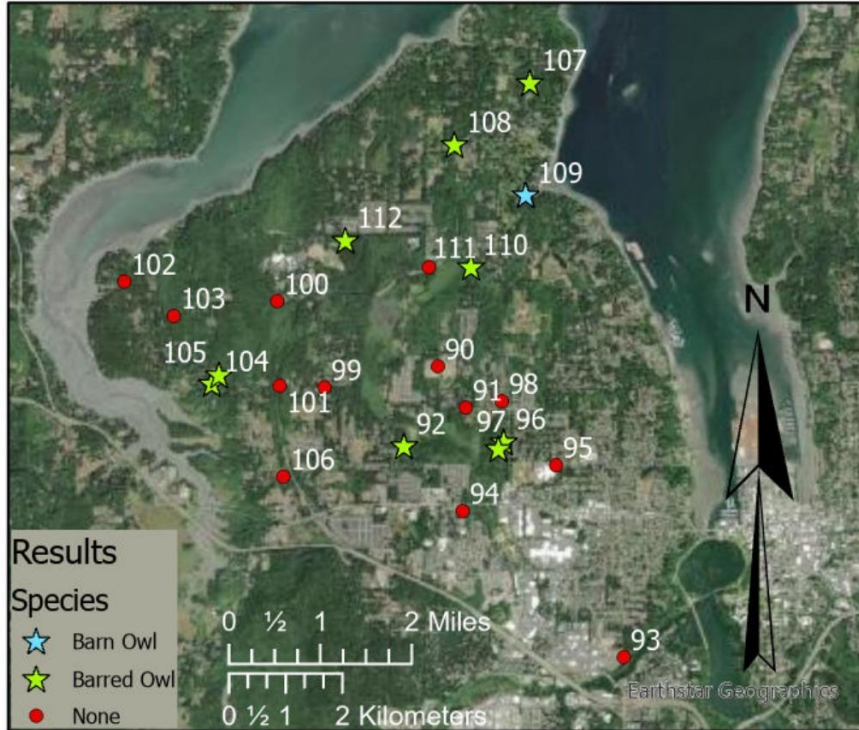 107
108
109
112
111 110
102
103
100
105 104
101
99
90
91 98
92
97 96
95
106
94
93
N
Results
Species
Barn Owl
Barred Owl
None
0 ½ 1 2 Miles
0 ½ 1 2 Kilometers
Earthstar Geographics